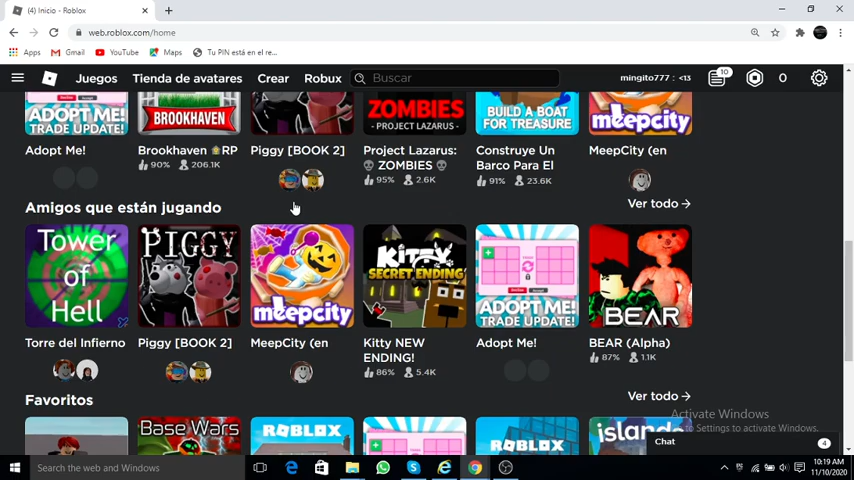 (4) Inicio - Roblox
web.roblox.com/home
Apps Gmail YouTube Maps Tu PIN está en el re...
Juegos Tienda de avatares Crear Robux Buscar mingito777 : <13 10 0
ADOPT ME!
TRADE UPDATE!
BROOKHAVEN
ZOMBIES
- PROJECT LAZARUS -
BUILD A BOAT
FOR TREASURE
meepcity
Adopt Me! Brookhaven 🏠RP Piggy [BOOK 2] Project Lazarus: Construye Un MeepCity (en
💀 ZOMBIES 💀 Barco Para El
90% 206.1K 95% 2.6K 91% 23.6K
Amigos que están jugando Ver todo
Tower
of
Hell
PIGGY
meepcity
KITTY
SECRET ENDING
ADOPT ME!
TRADE UPDATE!
BEAR
Torre del Infierno Piggy [BOOK 2] MeepCity (en Kitty NEW Adopt Me! BEAR (Alpha)
ENDING!
86% 5.4K 87% 1.1K
Favoritos Ver todo
Activate Windows
to Settings to activate Windows.
Base Wars
ROBLOX
ROBLOX
islands
Chat 4
Search the web and Windows
10:19 AM
11/10/2020